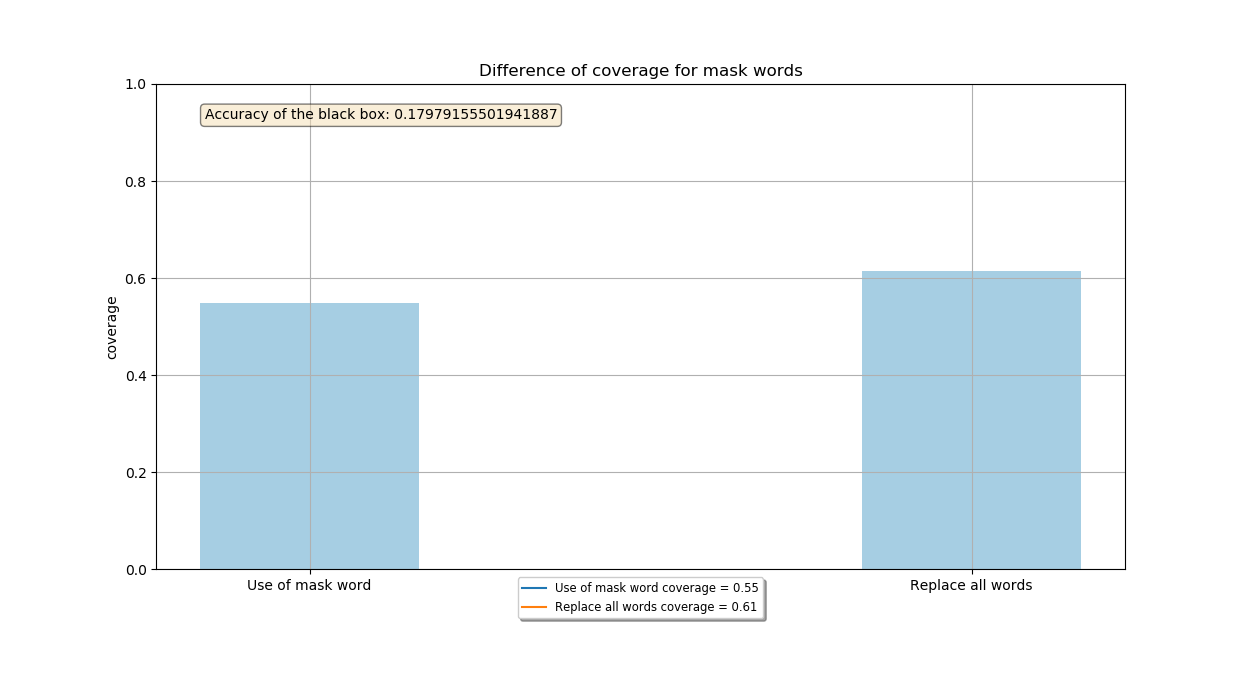 Difference of coverage for mask words
1.0
Accuracy of the black box: 0.17979155501941887
0.8
0.6
coverage
0.4
0.2
0.0
Use of mask word
Replace all words
Use of mask word coverage = 0.55
Replace all words coverage = 0.61